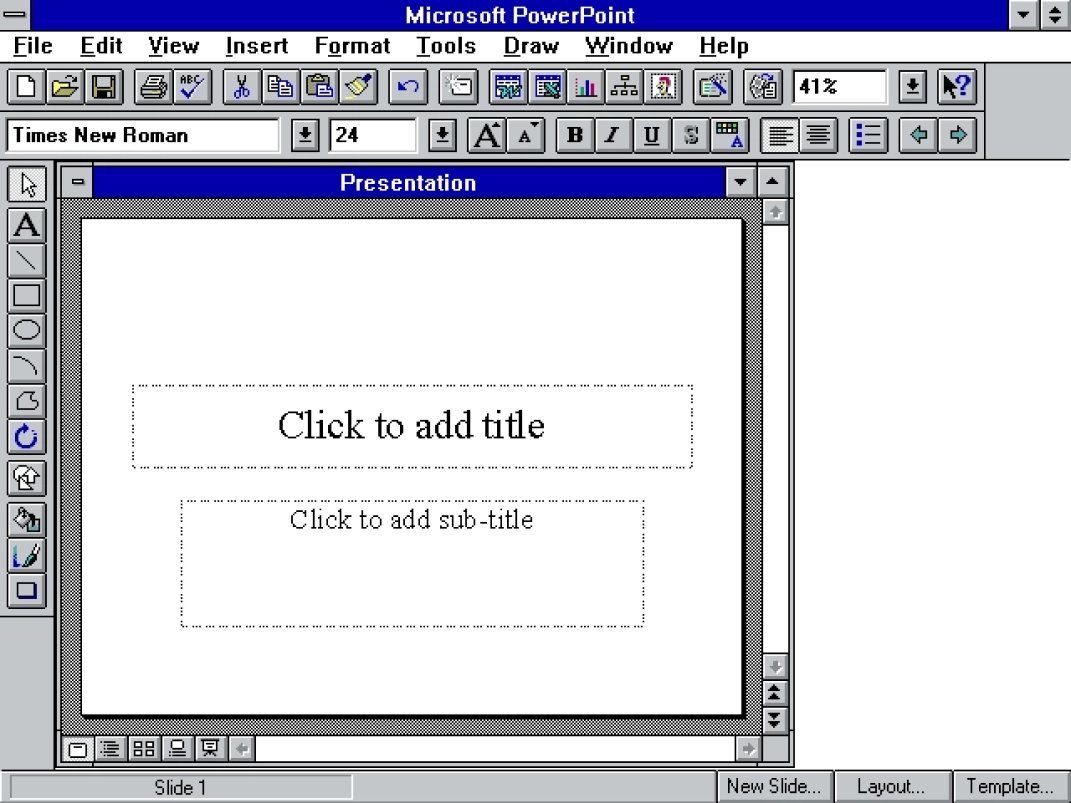 Microsoft PowerPoint
File Edit View Insert Format Tools Draw Window Help
ABC 41% ?
Times New Roman 24 A A B I U S A
Presentation
A
Click to add title
Click to add sub-title
Slide 1 New Slide... Layout... Template...